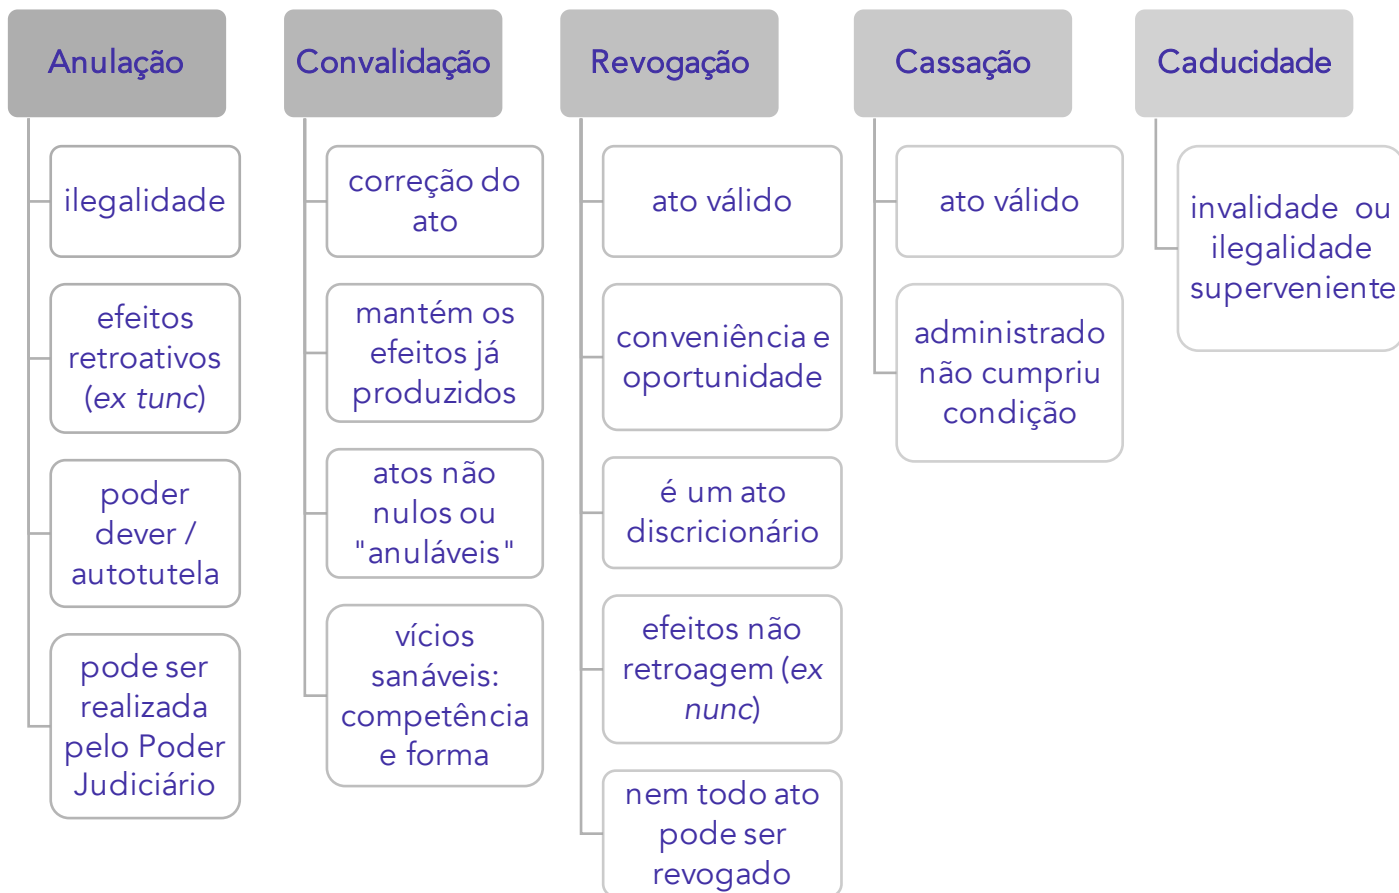 Anulação
ilegalidade
efeitos
retroativos
(ex tunc)
poder
dever /
autotutela
pode ser
realizada
pelo Poder
Judiciário
Convalidação
correção do
ato
mantém os
efeitos já
produzidos
atos não
nulos ou
"anuláveis"
vícios
sanáveis:
competência
e forma
Revogação
ato válido
conveniência e
oportunidade
é um ato
discricionário
efeitos não
retroagem (ex
nunc)
nem todo ato
pode ser
revogado
Cassação
ato válido
administrado
não cumpriu
condição
Caducidade
invalidade ou
ilegalidade
superveniente